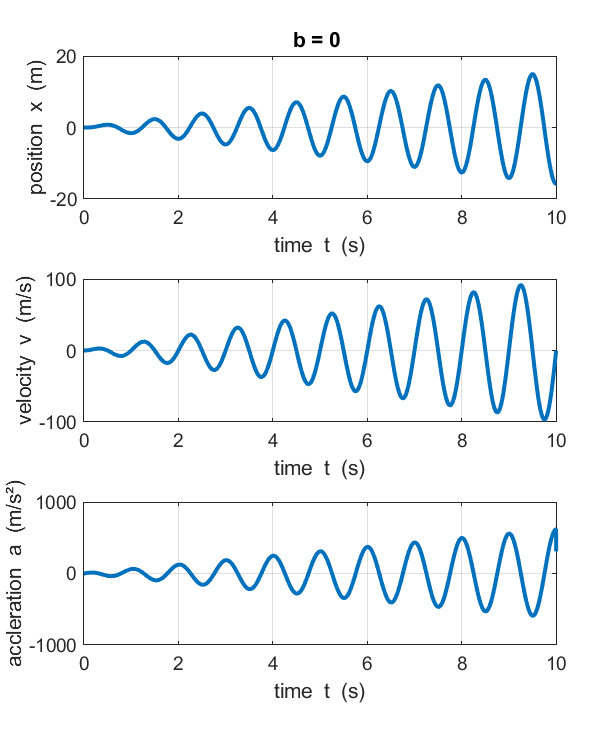 b = 0
20
0
-20
position x (m)
0 2 4 6 8 10
time t (s)
100
0
-100
velocity v (m/s)
0 2 4 6 8 10
time t (s)
1000
0
-1000
accleration a (m/s²)
0 2 4 6 8 10
time t (s)